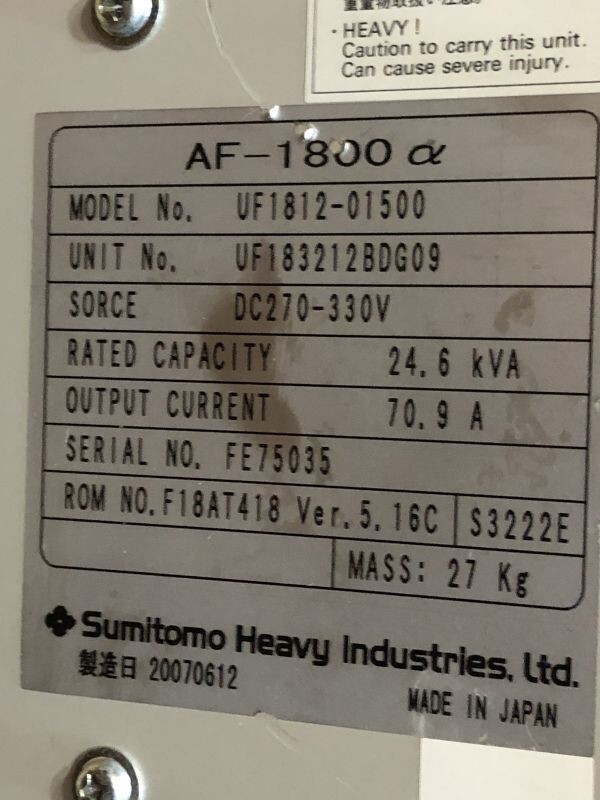 · HEAVY !
Caution to carry this unit.
Can cause severe injury.
AF-1800 α
MODEL No. UF1812-01500
UNIT No. UF183212BDG09
SORCE DC270-330V
RATED CAPACITY 24.6 kVA
OUTPUT CURRENT 70.9 A
SERIAL NO. FE75035
ROM NO. F18AT418 Ver. 5.16C S3222E
MASS: 27 Kg
Sumitomo Heavy Industries, Ltd.
製造日 20070612
MADE IN JAPAN